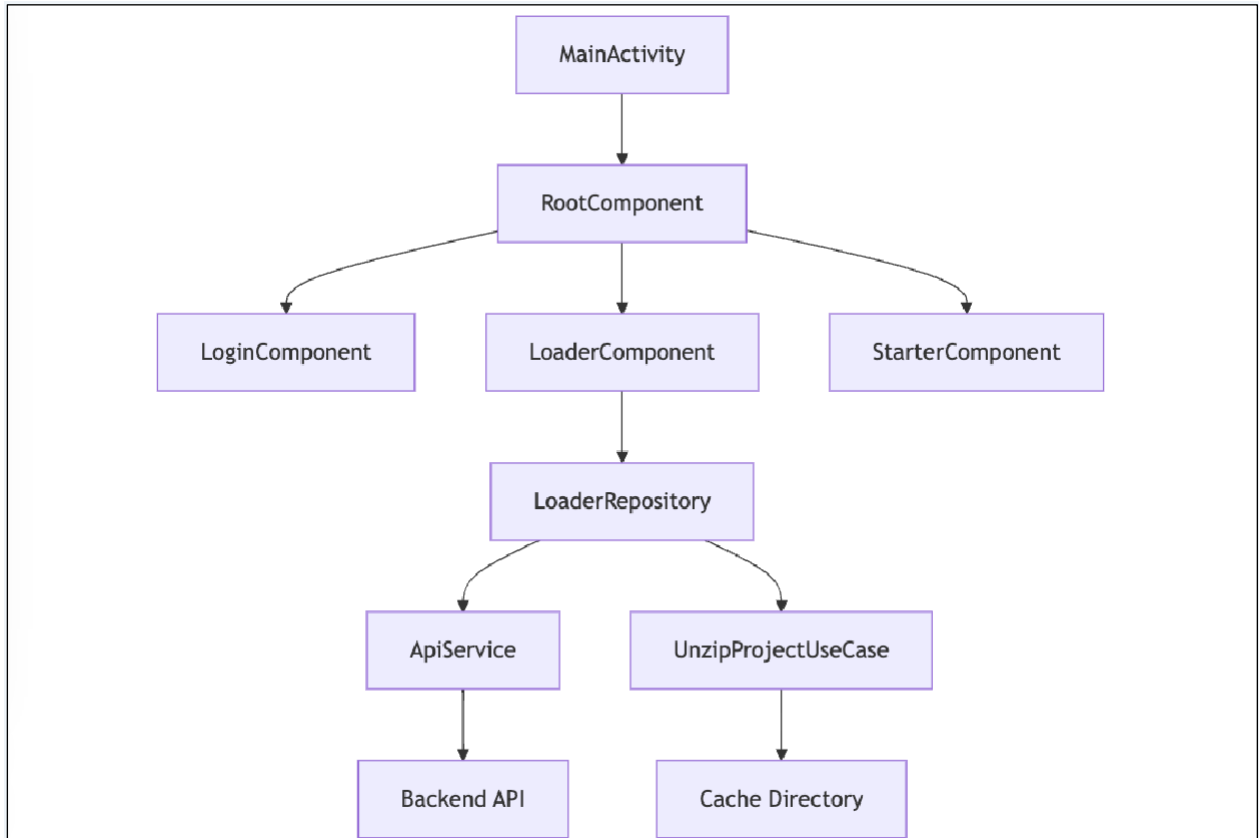 MainActivity
RootComponent
LoginComponent
LoaderComponent
StarterComponent
LoaderRepository
ApiService
UnzipProjectUseCase
Backend API
Cache Directory